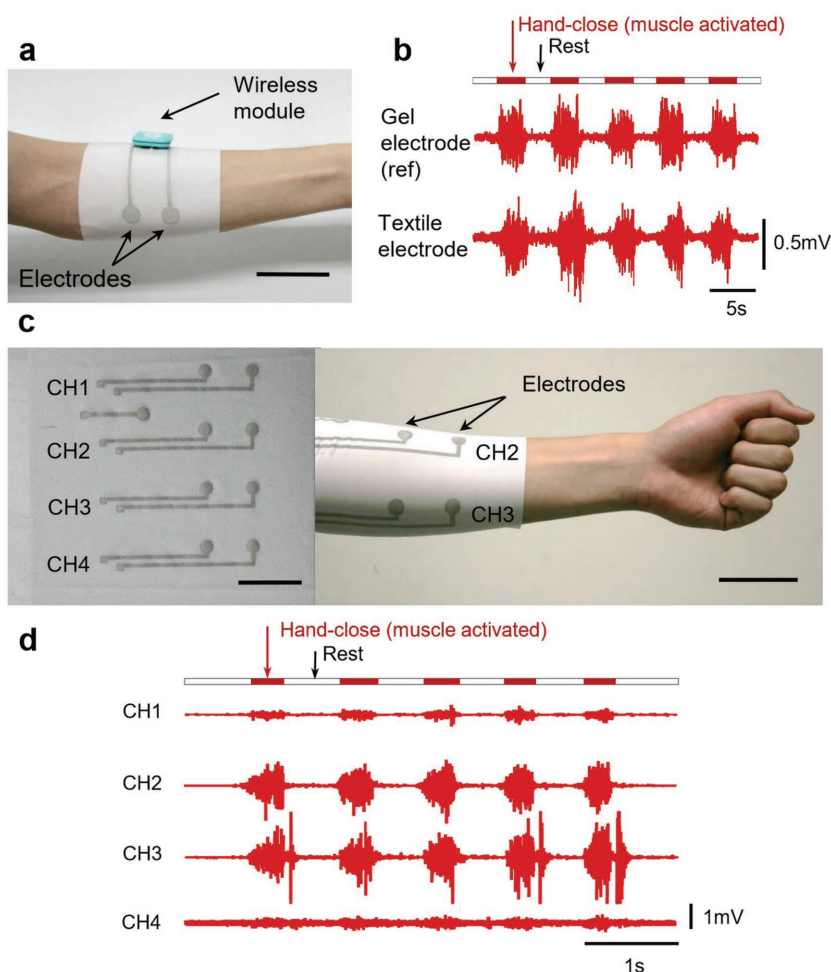 a
Wireless
module
Electrodes
b
Hand-close (muscle activated)
Rest
Gel
electrode
(ref)
Textile
electrode
0.5mV
5s
c
CH1
CH2
CH3
CH4
Electrodes
CH2
CH3
d
Hand-close (muscle activated)
Rest
CH1
CH2
CH3
CH4
1mV
1s